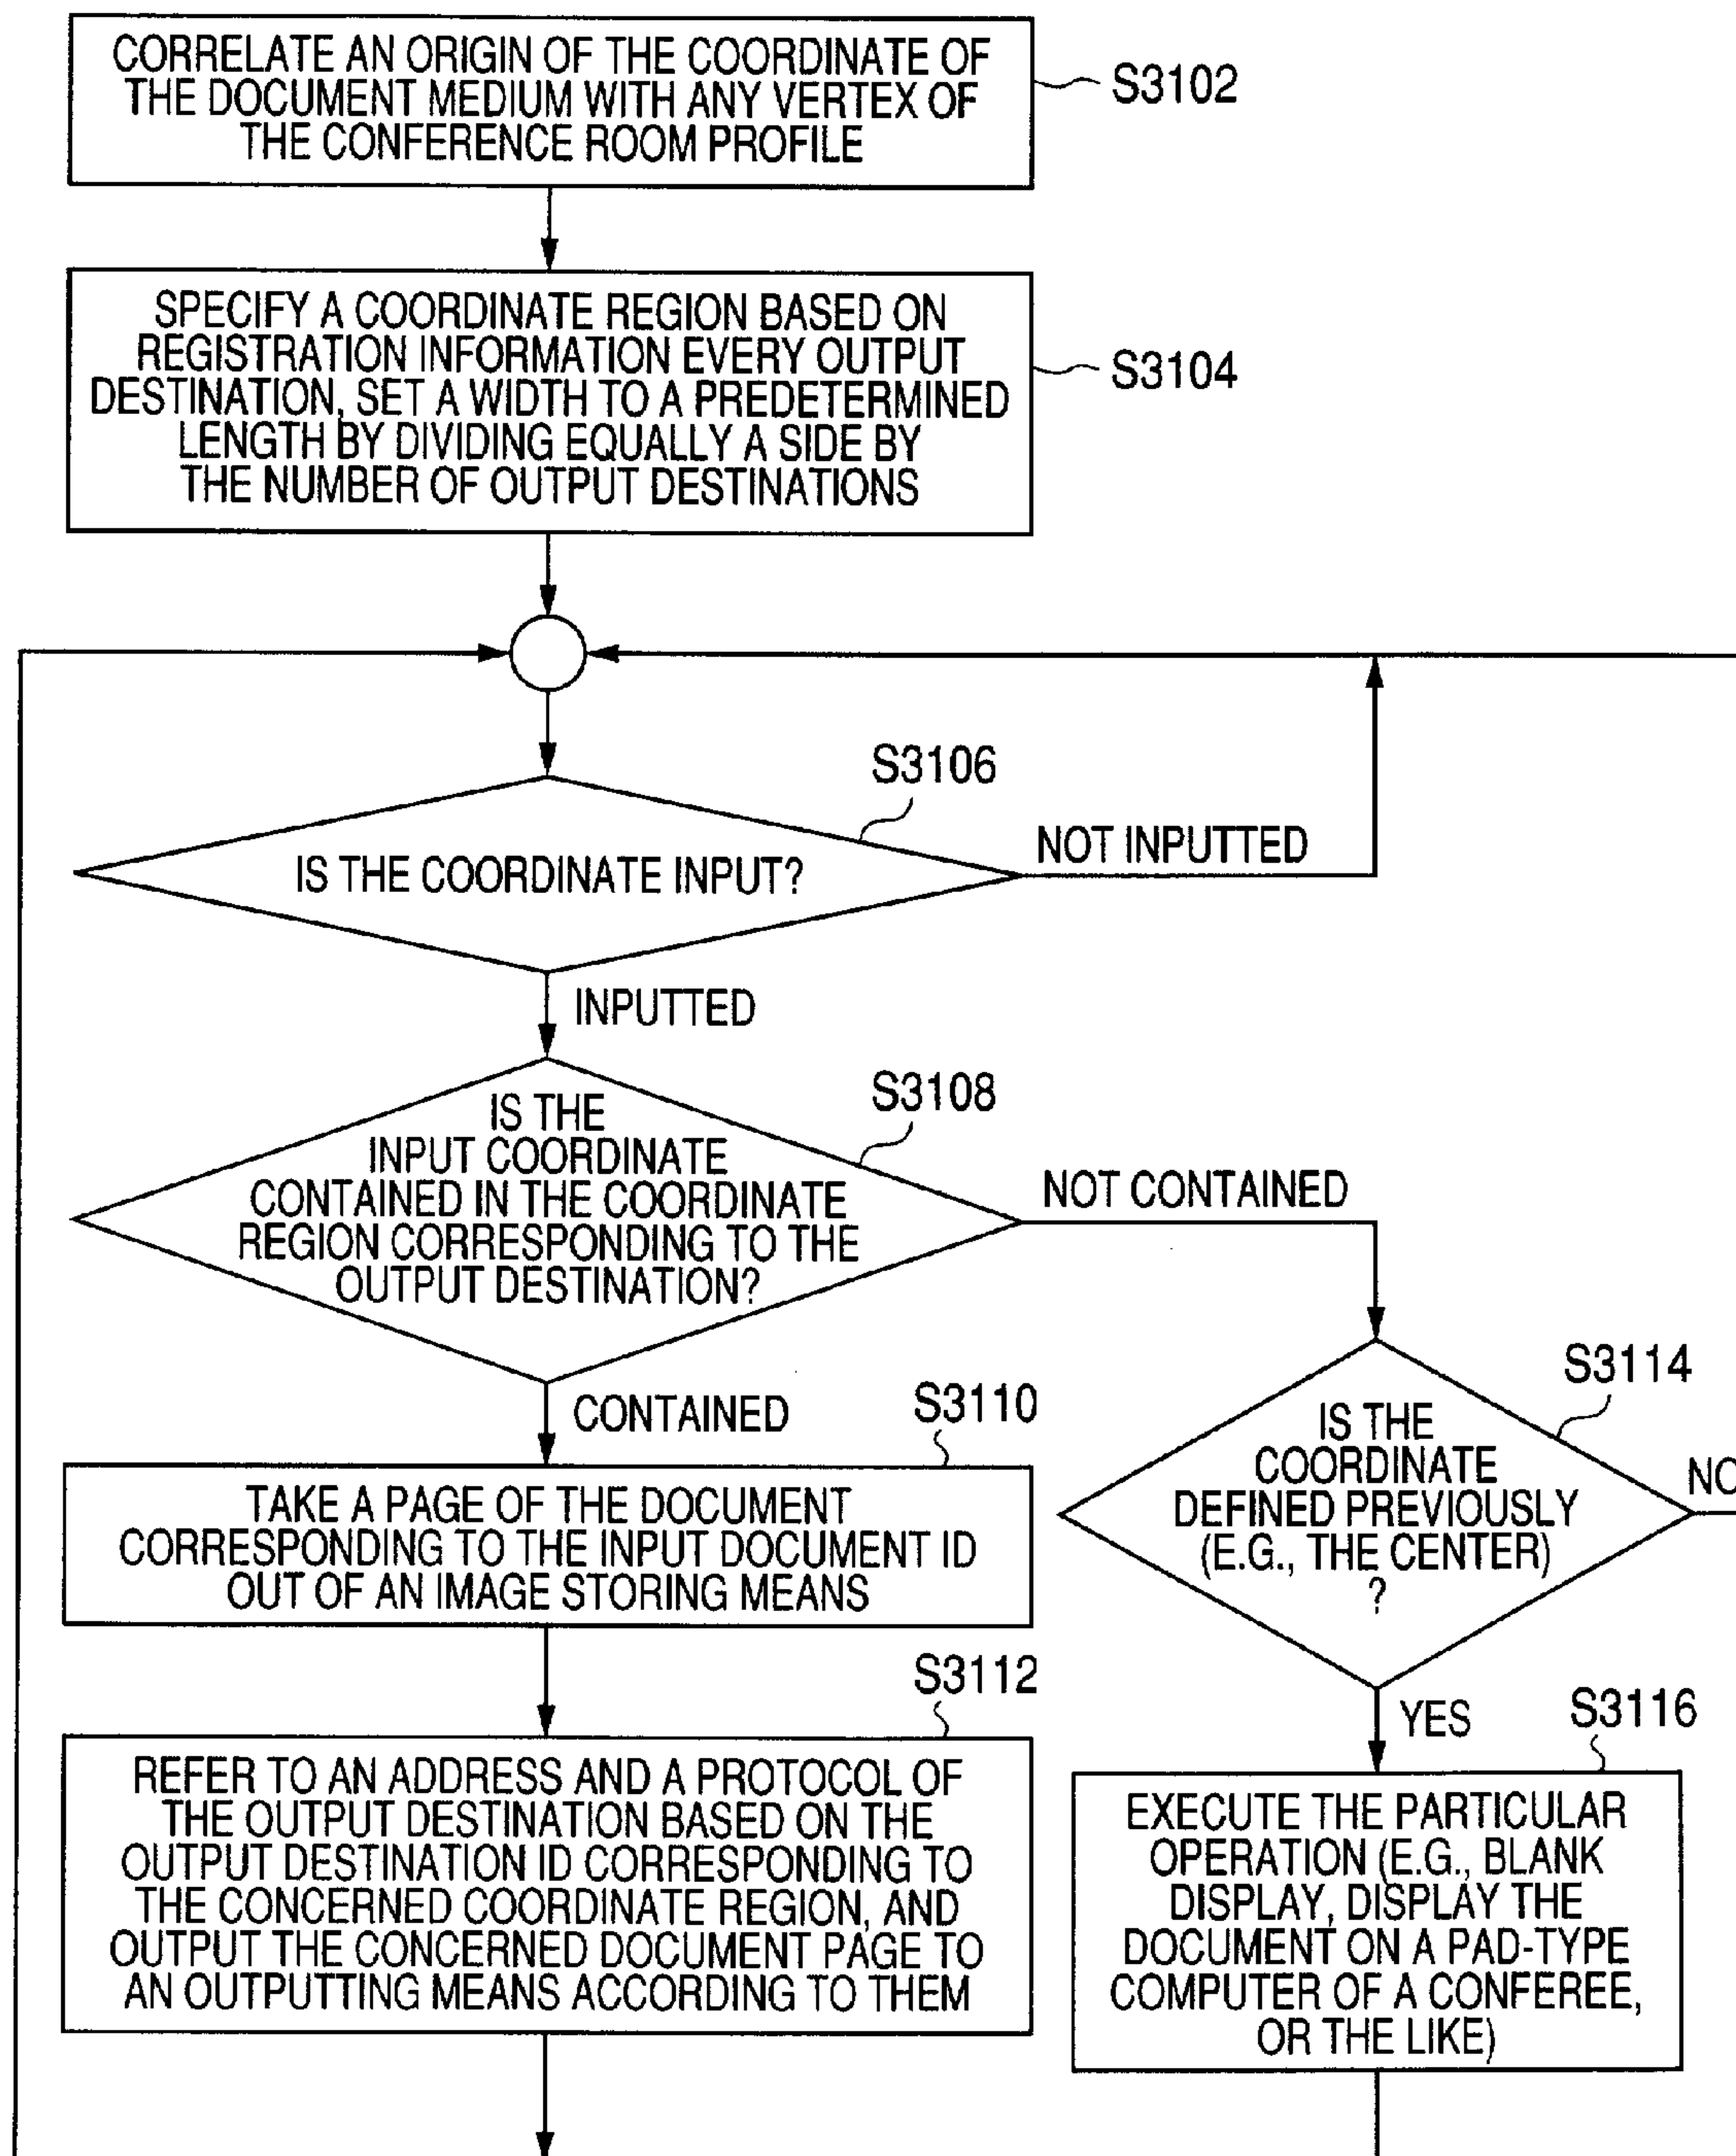 CORRELATE AN ORIGIN OF THE COORDINATE OF
THE DOCUMENT MEDIUM WITH ANY VERTEX OF
THE CONFERENCE ROOM PROFILE
S3102
SPECIFY A COORDINATE REGION BASED ON
REGISTRATION INFORMATION EVERY OUTPUT
DESTINATION, SET A WIDTH TO A PREDETERMINED
LENGTH BY DIVIDING EQUALLY A SIDE BY
THE NUMBER OF OUTPUT DESTINATIONS
S3104
S3106
IS THE COORDINATE INPUT?
NOT INPUTTED
INPUTTED
S3108
IS THE
INPUT COORDINATE
CONTAINED IN THE COORDINATE
REGION CORRESPONDING TO THE
OUTPUT DESTINATION?
NOT CONTAINED
CONTAINED
S3110
TAKE A PAGE OF THE DOCUMENT
CORRESPONDING TO THE INPUT DOCUMENT ID
OUT OF AN IMAGE STORING MEANS
S3114
IS THE
COORDINATE
DEFINED PREVIOUSLY
(E.G., THE CENTER)
?
NO
YES
S3112
REFER TO AN ADDRESS AND A PROTOCOL OF
THE OUTPUT DESTINATION BASED ON THE
OUTPUT DESTINATION ID CORRESPONDING TO
THE CONCERNED COORDINATE REGION, AND
OUTPUT THE CONCERNED DOCUMENT PAGE TO
AN OUTPUTTING MEANS ACCORDING TO THEM
S3116
EXECUTE THE PARTICULAR
OPERATION (E.G., BLANK
DISPLAY, DISPLAY THE
DOCUMENT ON A PAD-TYPE
COMPUTER OF A CONFEREE,
OR THE LIKE)